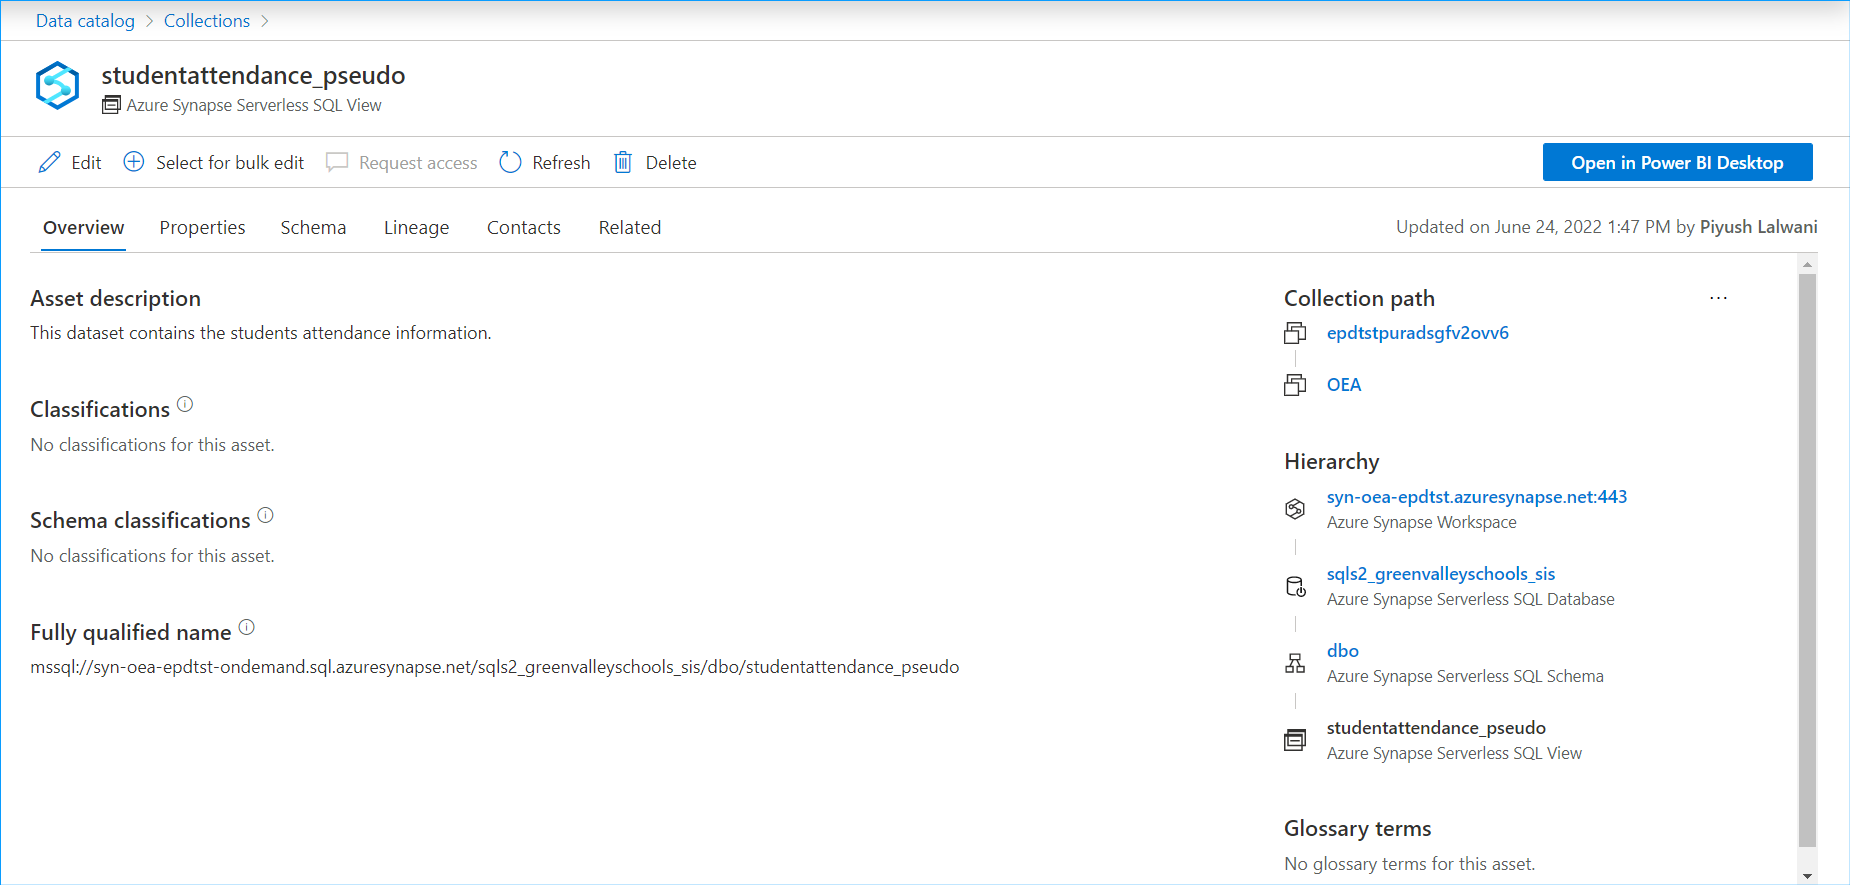 Data catalog > Collections >
studentattendance_pseudo
Azure Synapse Serverless SQL View
Edit Select for bulk edit Request access Refresh Delete Open in Power BI Desktop
Overview Properties Schema Lineage Contacts Related Updated on June 24, 2022 1:47 PM by Piyush Lalwani
Asset description
This dataset contains the students attendance information.
Classifications
No classifications for this asset.
Schema classifications
No classifications for this asset.
Fully qualified name
mssql://syn-oea-epdtst-ondemand.sql.azuresynapse.net/sqls2_greenvalleyschools_sis/dbo/studentattendance_pseudo
Collection path ...
epdtstpuradsgfv2ovv6
OEA
Hierarchy
syn-oea-epdtst.azuresynapse.net:443
Azure Synapse Workspace
sqls2_greenvalleyschools_sis
Azure Synapse Serverless SQL Database
dbo
Azure Synapse Serverless SQL Schema
studentattendance_pseudo
Azure Synapse Serverless SQL View
Glossary terms
No glossary terms for this asset.